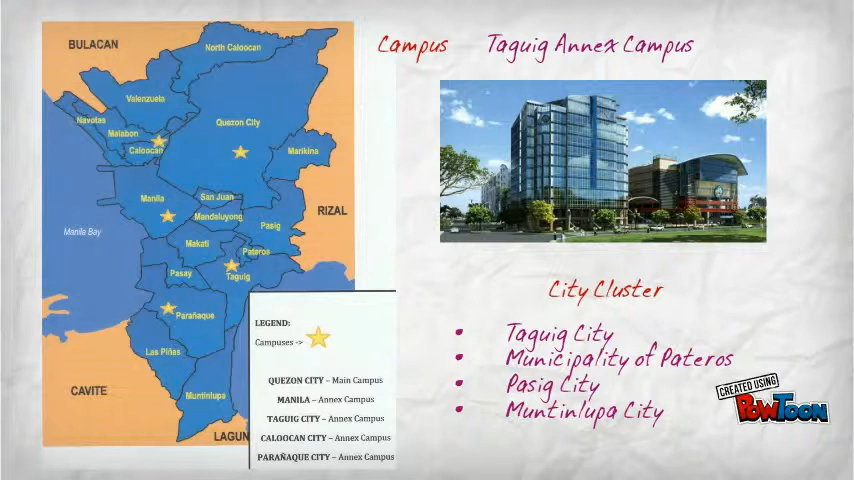 Campus
Taguig Annex Campus
BULACAN
North Caloocan
Valenzuela
Navotas
Malabon
Caloocan
Quezon City
Marikina
Manila
San Juan
Mandaluyong
RIZAL
Manila Bay
Pasig
Makati
Pateros
Pasay
Taguig
Parañaque
Las Piñas
CAVITE
Muntinlupa
LAGUN
LEGEND:
Campuses ->
QUEZON CITY – Main Campus
MANILA – Annex Campus
TAGUIG CITY – Annex Campus
CALOOCAN CITY – Annex Campus
PARAÑAQUE CITY – Annex Campus
City Cluster
• Taguig City
• Municipality of Pateros
• Pasig City
• Muntinlupa City
CREATED USING
POWTOON